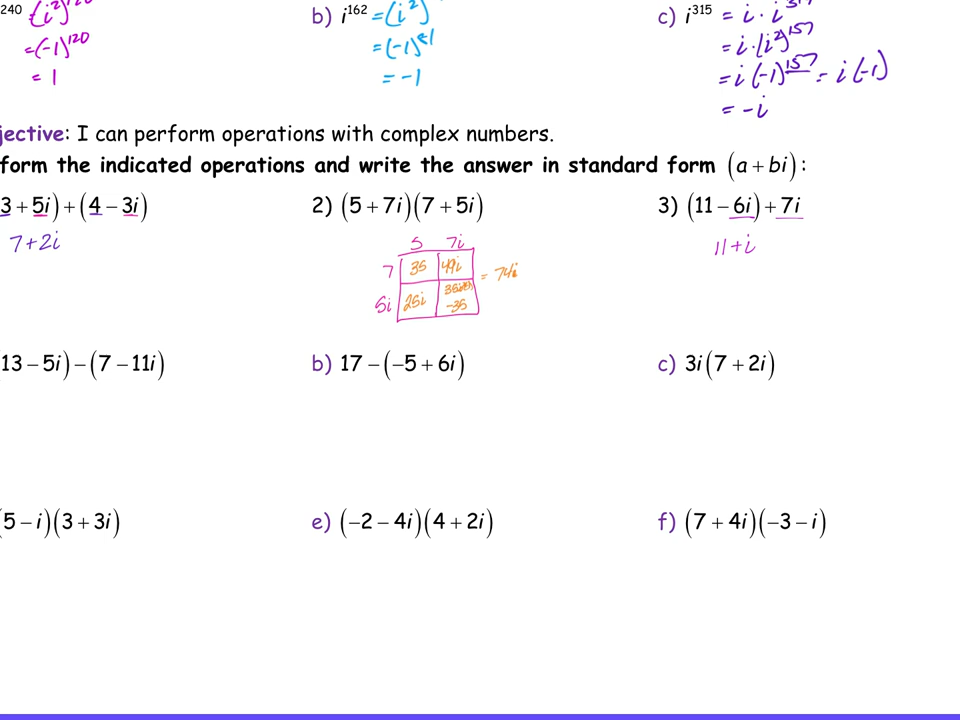 240 = (i²)¹²⁰ b) i¹⁶² = (i²) c) i³¹⁵ = i · i³¹⁴
= (-1)¹²⁰ = (-1)⁸¹ = i · (i²)¹⁵⁷
= 1 = -1 = i (-1)¹⁵⁷ = i (-1)
= -i
jective: I can perform operations with complex numbers.
form the indicated operations and write the answer in standard form (a + bi):
3 + 5i) + (4 − 3i) 2) (5 + 7i)(7 + 5i) 3) (11 − 6i) + 7i
7 + 2i 11 + i
5 7i
7 35 49i = 74i
5i 25i -35
13 − 5i) − (7 − 11i) b) 17 − (−5 + 6i) c) 3i(7 + 2i)
(5 − i)(3 + 3i) e) (−2 − 4i)(4 + 2i) f) (7 + 4i)(−3 − i)